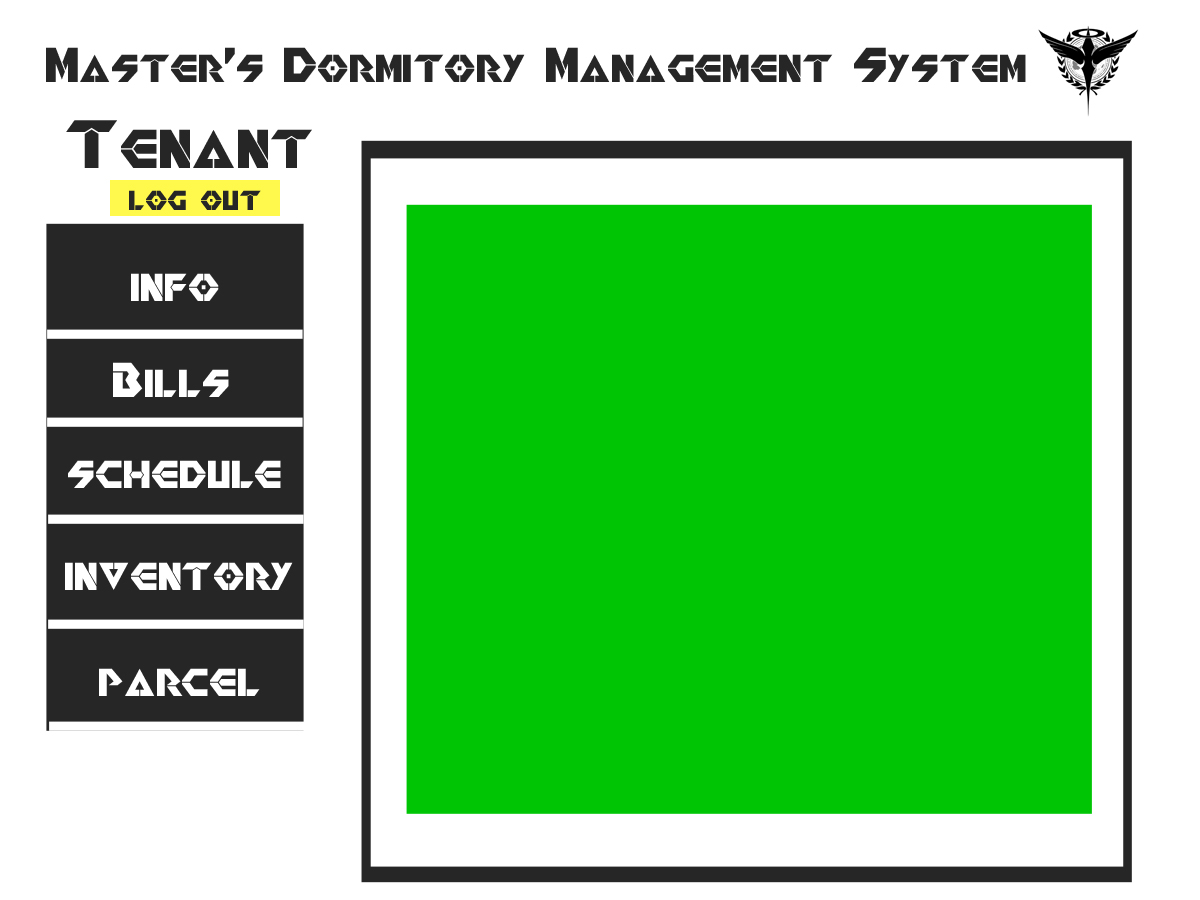 Master's Dormitory Management System
Tenant
LOG OUT
INFO
Bills
SCHEDULE
INVENTORY
PARCEL